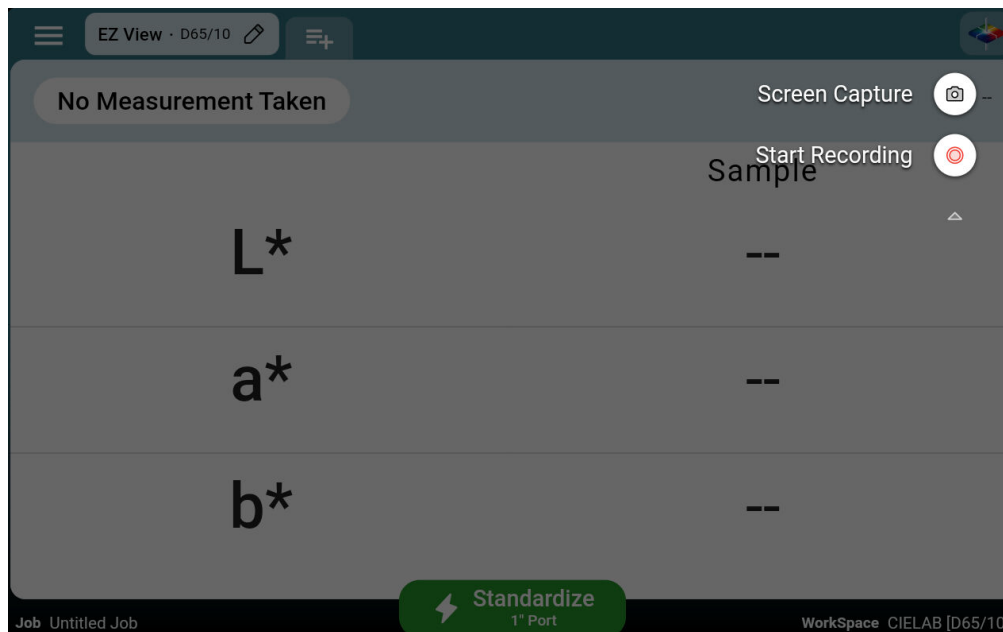 EZ View · D65/10
No Measurement Taken
Screen Capture
--
Start Recording
Sample
L* --
a* --
b* --
Standardize
1" Port
Job Untitled Job
WorkSpace CIELAB [D65/10